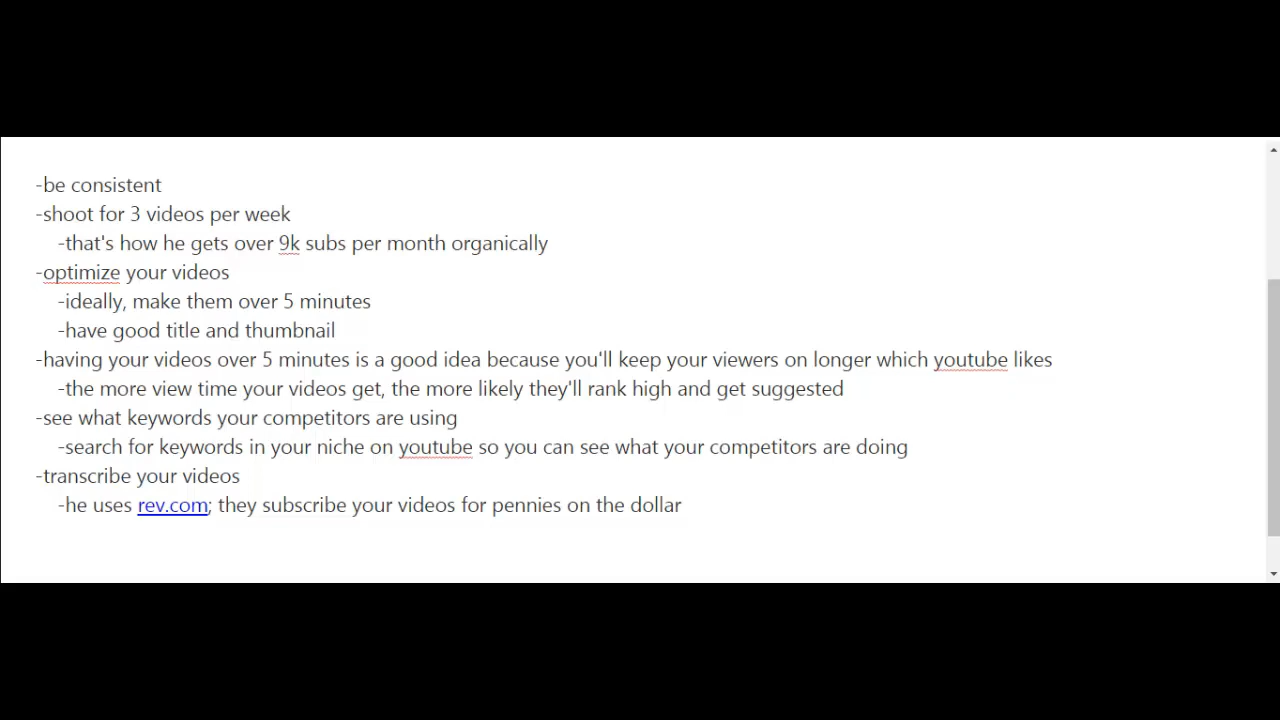 -be consistent
-shoot for 3 videos per week
-that's how he gets over 9k subs per month organically
-optimize your videos
-ideally, make them over 5 minutes
-have good title and thumbnail
-having your videos over 5 minutes is a good idea because you'll keep your viewers on longer which youtube likes
-the more view time your videos get, the more likely they'll rank high and get suggested
-see what keywords your competitors are using
-search for keywords in your niche on youtube so you can see what your competitors are doing
-transcribe your videos
-he uses rev.com; they subscribe your videos for pennies on the dollar